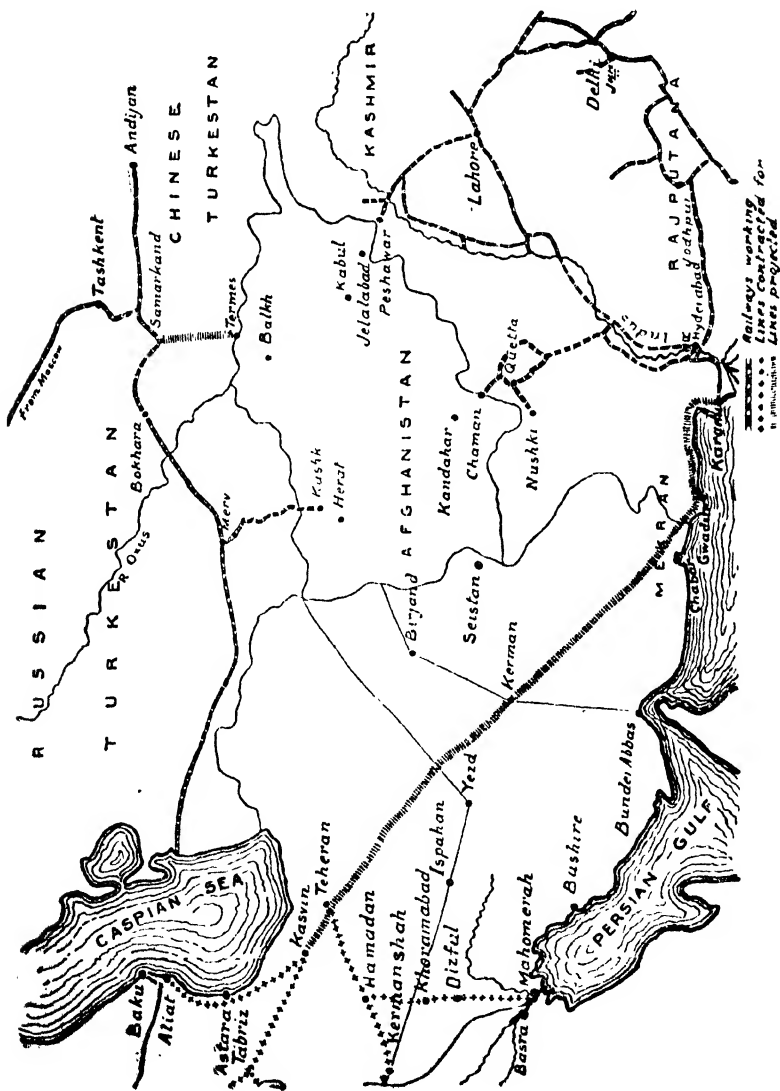 RUSSIAN
TURKESTAN
from Moscow
Tashkent
Andijan
Samarkand
CHINESE
TURKESTAN
Bokhara
R Oxus
Termes
Balkh
Merv
Kushk
Herat
KASHMIR
Kabul
Jelalabad
Peshawar
Lahore
Delhi
AFGHANISTAN
Kandahar
Chaman
Quetta
Nushki
Indus
RAJPUTANA
Jodhpur
Hyderabad
Karachi
Birjand
Seistan
Kerman
MEKRAN
Chabar
Gwadur
CASPIAN SEA
Baku
Aliat
Astara
Tabriz
Kasvin
Teheran
Hamadan
Kermanshah
Khoramabad
Dizful
Ispahan
Yezd
Mahomerah
Basra
Bushire
Bunder Abbas
PERSIAN GULF
Railways working
Lines contracted for
Lines projected